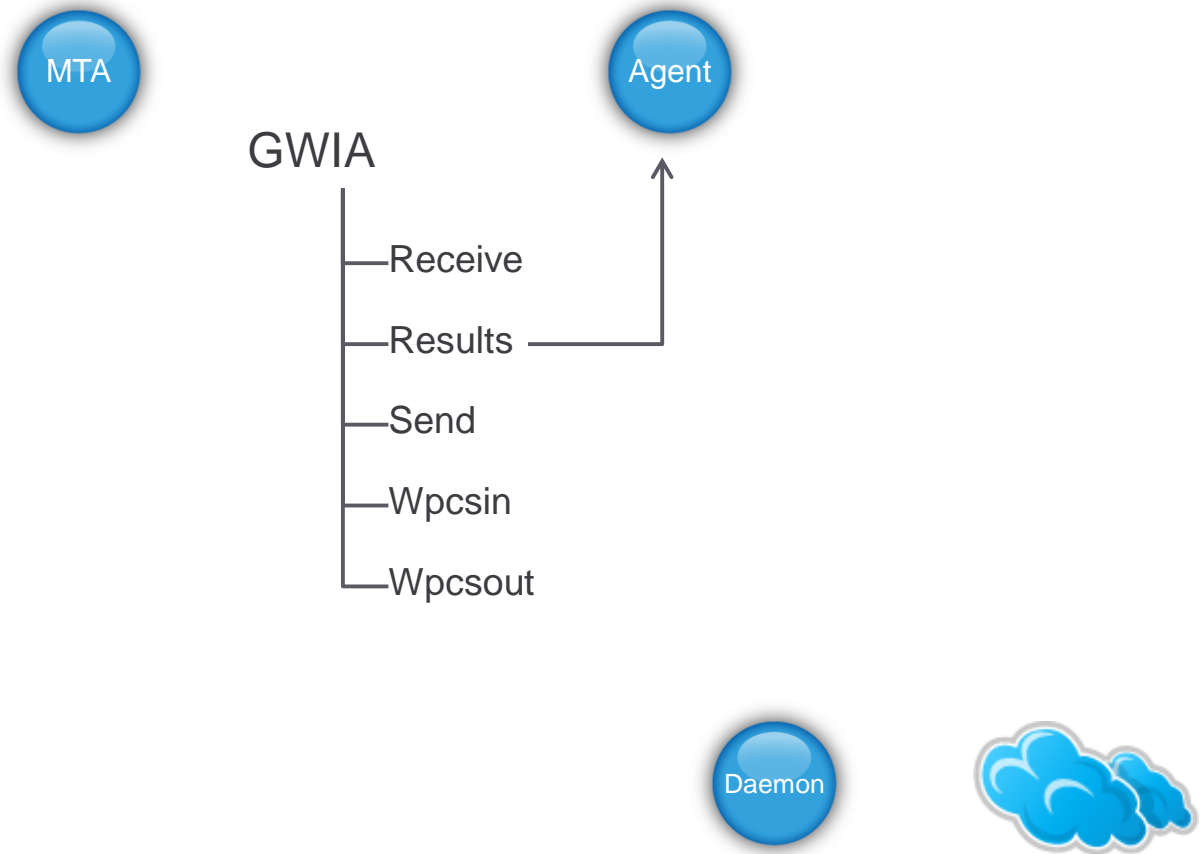 MTA
Agent
GWIA
Receive
Results
Send
Wpcsin
Wpcsout
Daemon